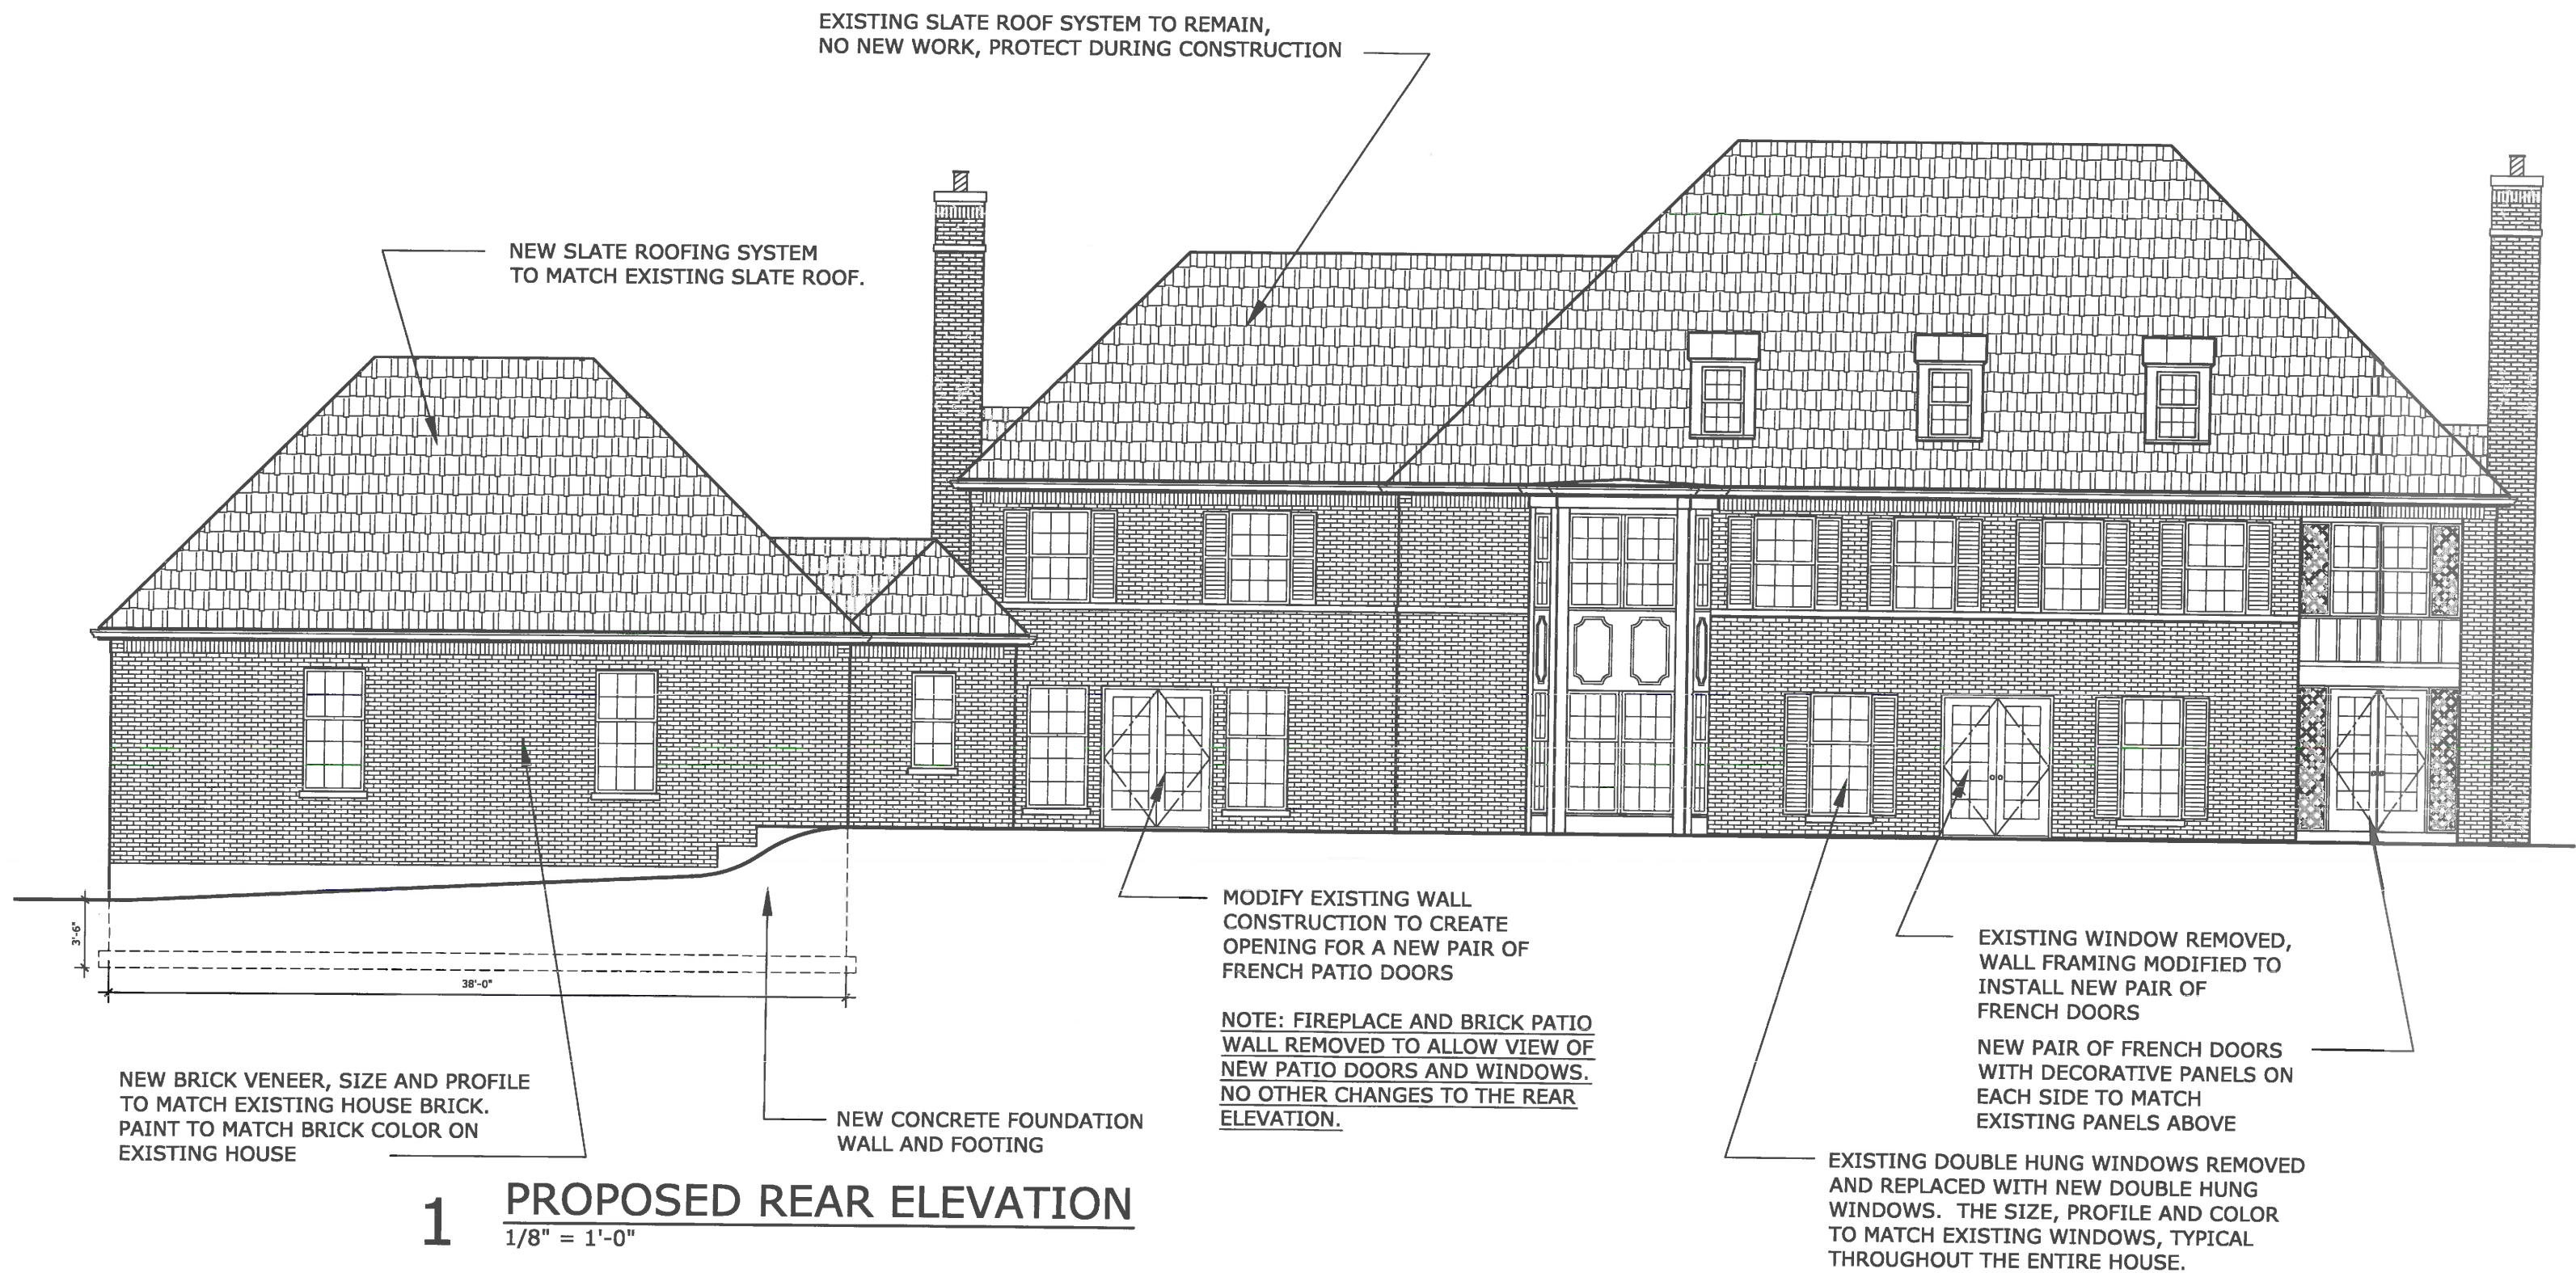 EXISTING SLATE ROOF SYSTEM TO REMAIN,
NO NEW WORK, PROTECT DURING CONSTRUCTION
NEW SLATE ROOFING SYSTEM
TO MATCH EXISTING SLATE ROOF.
3'-6"
38'-0"
MODIFY EXISTING WALL
CONSTRUCTION TO CREATE
OPENING FOR A NEW PAIR OF
FRENCH PATIO DOORS
NOTE: FIREPLACE AND BRICK PATIO
WALL REMOVED TO ALLOW VIEW OF
NEW PATIO DOORS AND WINDOWS.
NO OTHER CHANGES TO THE REAR
ELEVATION.
EXISTING WINDOW REMOVED,
WALL FRAMING MODIFIED TO
INSTALL NEW PAIR OF
FRENCH DOORS
NEW PAIR OF FRENCH DOORS
WITH DECORATIVE PANELS ON
EACH SIDE TO MATCH
EXISTING PANELS ABOVE
NEW BRICK VENEER, SIZE AND PROFILE
TO MATCH EXISTING HOUSE BRICK.
PAINT TO MATCH BRICK COLOR ON
EXISTING HOUSE
NEW CONCRETE FOUNDATION
WALL AND FOOTING
EXISTING DOUBLE HUNG WINDOWS REMOVED
AND REPLACED WITH NEW DOUBLE HUNG
WINDOWS.  THE SIZE, PROFILE AND COLOR
TO MATCH EXISTING WINDOWS, TYPICAL
THROUGHOUT THE ENTIRE HOUSE.
1 PROPOSED REAR ELEVATION
1/8" = 1'-0"